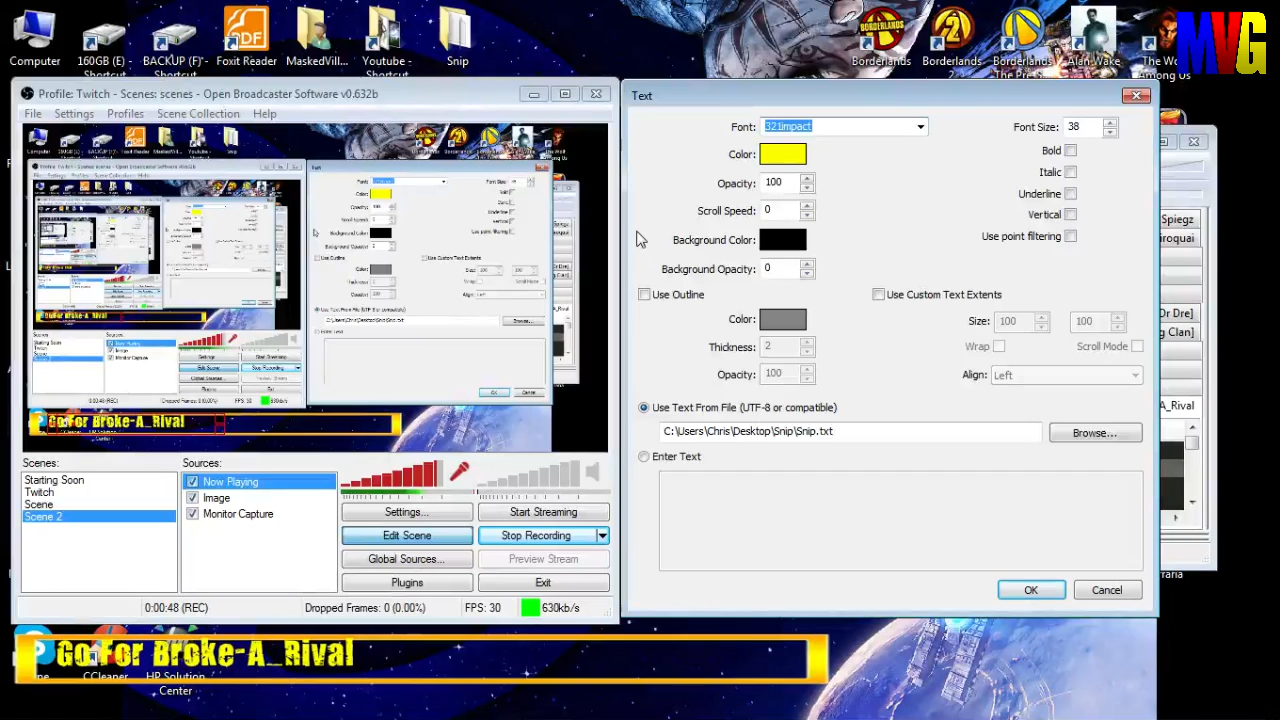 Computer
160GB (E) -
Shortcut
BACKUP (F) -
Shortcut
Foxit Reader
MaskedVill...
Youtube -
Shortcut
Snip
Borderlands
Borderlands
2
Borderlands
The Pre
Alan Wake
The Wo
Among Us
MVG
Profile: Twitch - Scenes: scenes - Open Broadcaster Software v0.632b
File Settings Profiles Scene Collection Help
Go For Broke-A_Rival
Scenes:
Starting Soon
Twitch
Scene
Scene 2
Sources:
Now Playing
Image
Monitor Capture
Settings...
Start Streaming
Edit Scene
Stop Recording
Global Sources...
Preview Stream
Plugins
Exit
0:00:48 (REC)
Dropped Frames: 0 (0.00%)
FPS: 30
630kb/s
Text
Font: 321impact
Font Size: 38
Color:
Bold
Italic
Opacity: 100
Underline
Scroll Speed: 0
Vertical
Background Color:
Use point filtering
Background Opacity: 0
Use Outline
Use Custom Text Extents
Color:
Size: 100 100
Thickness: 2
Wrap
Scroll Mode
Opacity: 100
Align: Left
Use Text From File (UTF-8 or compatible)
C:\Users\Chris\Desktop\Snip\Snip.txt
Browse...
Enter Text
OK
Cancel
Spiegz
iroquai
Dr]
r Dre)
g Clan]
A_Rival
raria
Go For Broke-A_Rival
CCleaner
HP Solution
Center